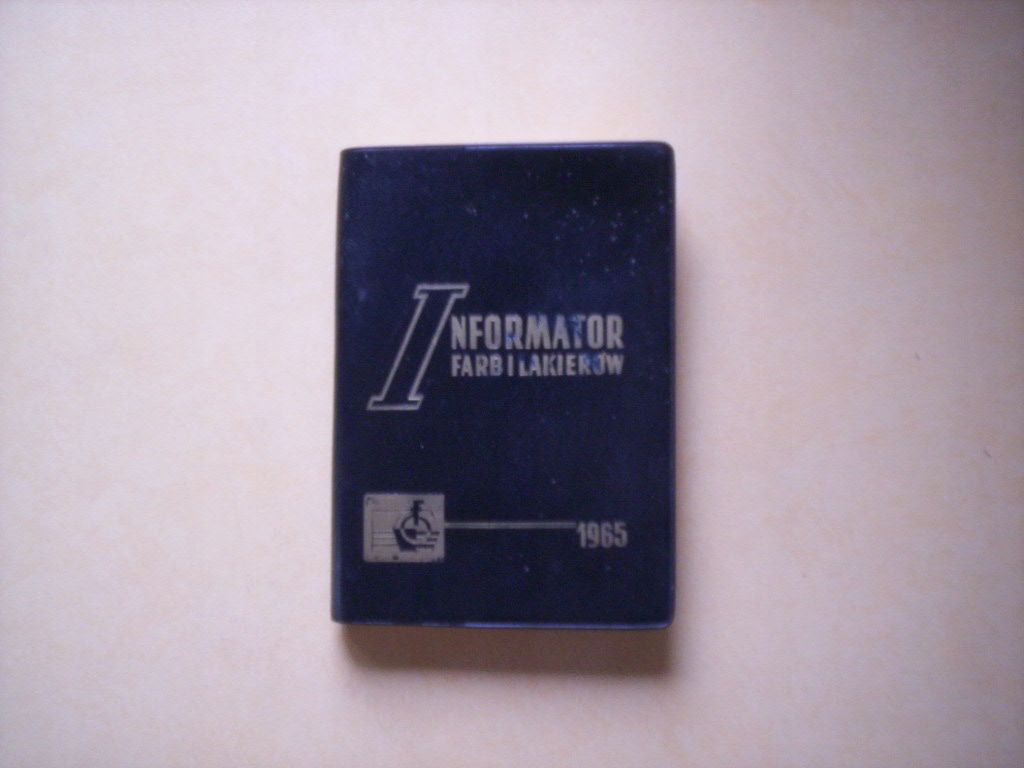 INFORMATOR
FARB I LAKIERÓW
1965